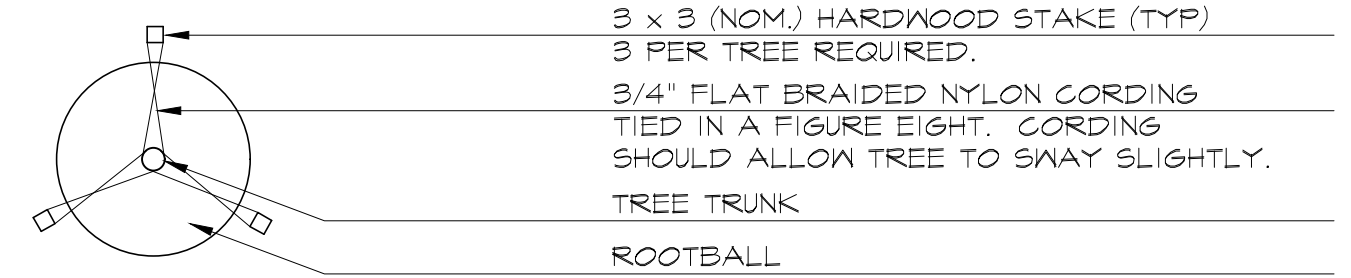 3 x 3 (NOM.) HARDWOOD STAKE (TYP)
3 PER TREE REQUIRED.
3/4" FLAT BRAIDED NYLON CORDING
TIED IN A FIGURE EIGHT. CORDING
SHOULD ALLOW TREE TO SWAY SLIGHTLY.
TREE TRUNK
ROOTBALL